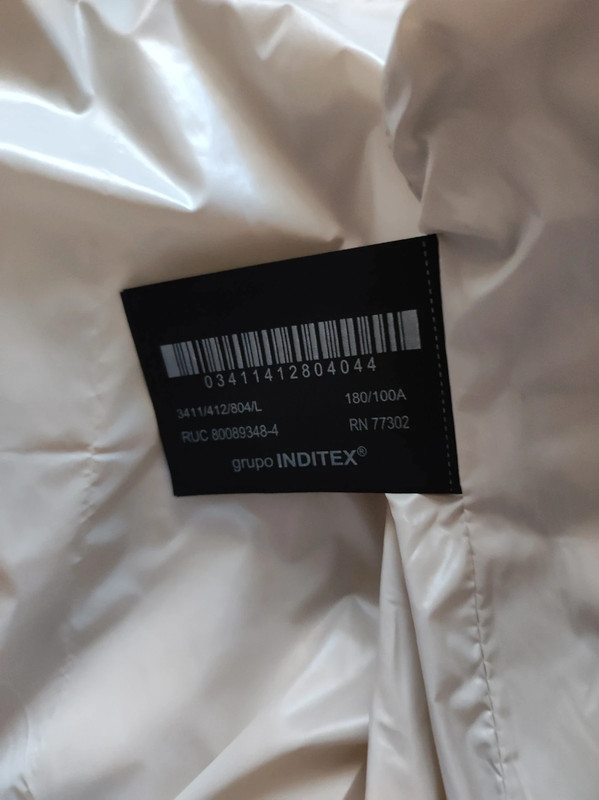 03411412804044
3411/412/804/L 180/100A
RUC 80089348-4 RN 77302
grupo INDITEX®